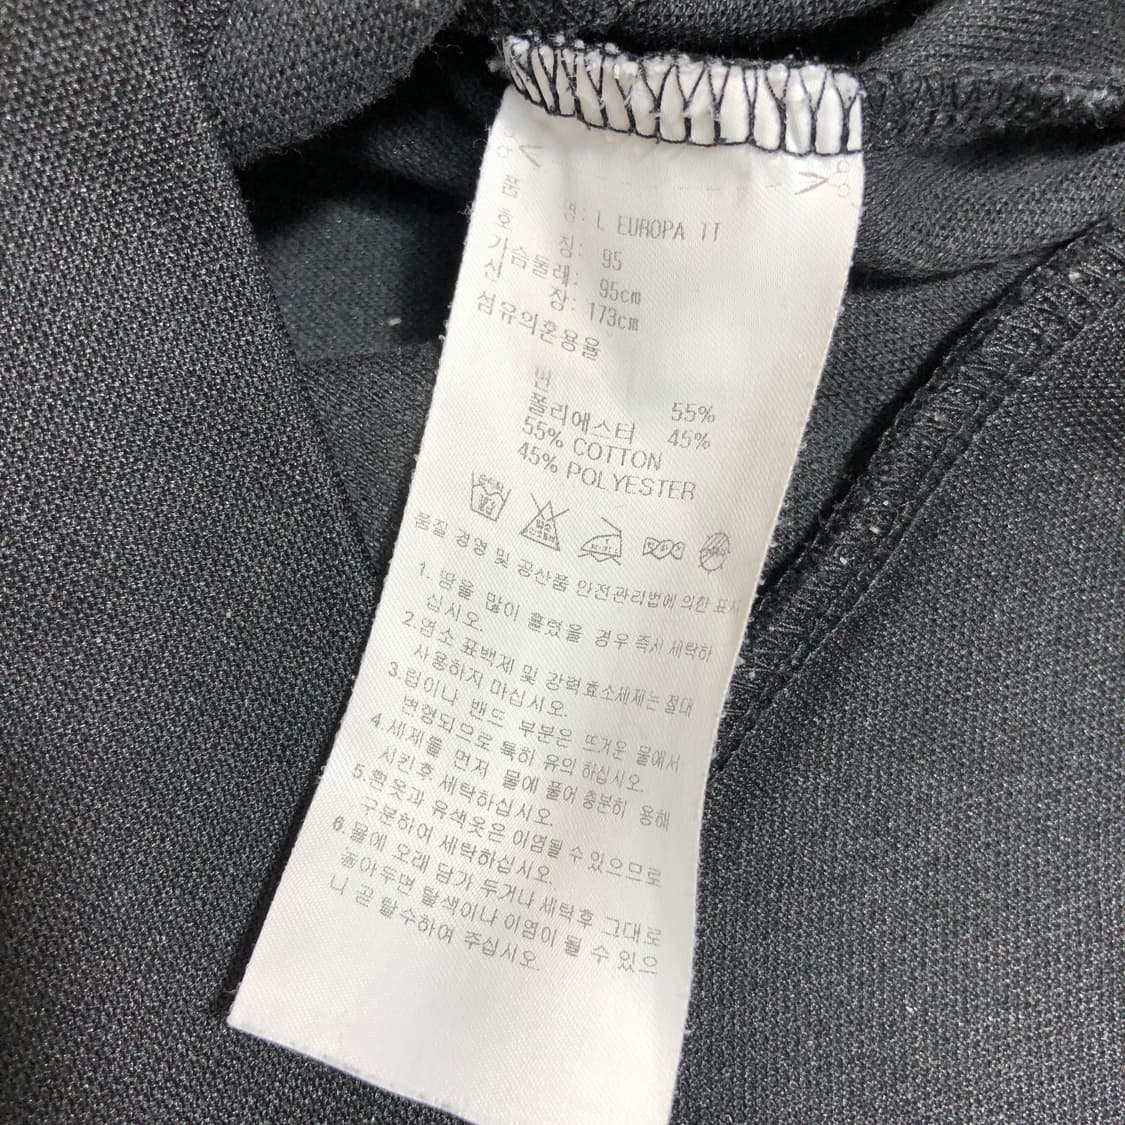 품 번: L EUROPA TT
호 칭: 95
가슴둘레: 95cm
신 장: 173cm
섬유의혼용율
면 55%
폴리에스터 45%
55% COTTON
45% POLYESTER
품질 경영 및 공산품 안전관리법에 의한 표시
1. 땀을 많이 흘렸을 경우 즉시 세탁하
십시오.
2.염소 표백제 및 강력효소세제는 절대
사용하지 마십시오.
3.립이나 밴드 부분은 뜨거운 물에서
변형되므로 특히 유의 하십시오.
4.세제를 먼저 물에 풀어 충분히 용해
시킨후 세탁하십시오.
5.흰옷과 유색옷은 이염될 수 있으므로
구분하여 세탁하십시오.
6.물에 오래 담가 두거나 세탁후 그대로
놓아두면 탈색이나 이염이 될 수 있으
니 곧 탈수하여 주십시오.